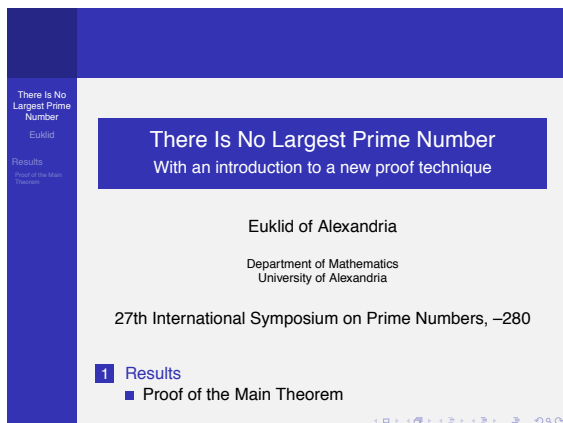 There Is No
Largest Prime
Number
Euklid
Results
Proof of the Main
Theorem
There Is No Largest Prime Number
With an introduction to a new proof technique
Euklid of Alexandria
Department of Mathematics
University of Alexandria
27th International Symposium on Prime Numbers, –280
1 Results
Proof of the Main Theorem